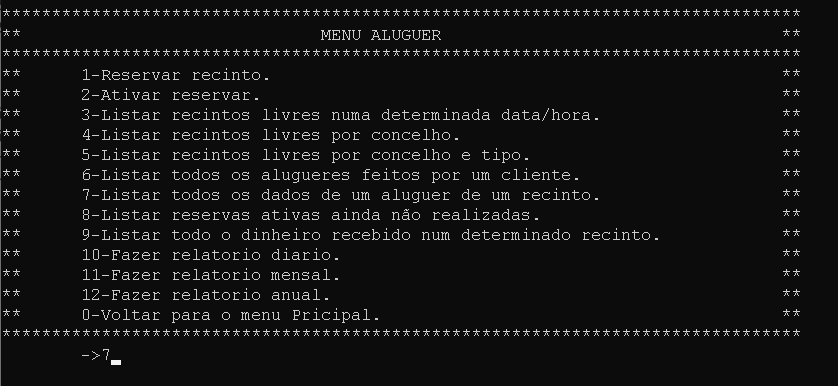 ********************************************************************************
** MENU ALUGUER **
********************************************************************************
** 1-Reservar recinto. **
** 2-Ativar reservar. **
** 3-Listar recintos livres numa determinada data/hora. **
** 4-Listar recintos livres por concelho. **
** 5-Listar recintos livres por concelho e tipo. **
** 6-Listar todos os alugueres feitos por um cliente. **
** 7-Listar todos os dados de um aluguer de um recinto. **
** 8-Listar reservas ativas ainda não realizadas. **
** 9-Listar todo o dinheiro recebido num determinado recinto. **
** 10-Fazer relatorio diario. **
** 11-Fazer relatorio mensal. **
** 12-Fazer relatorio anual. **
** 0-Voltar para o menu Pricipal. **
********************************************************************************
->7_